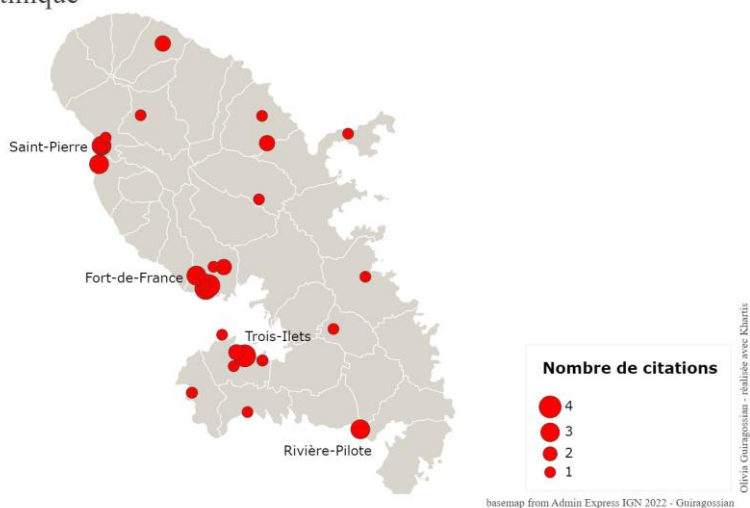 Saint-Pierre
Fort-de-France
Trois-Ilets
Rivière-Pilote
Nombre de citations
4
3
2
1
Olivia Guiragossian - réalisée avec Khartis
basemap from Admin Express IGN 2022 - Guiragossian